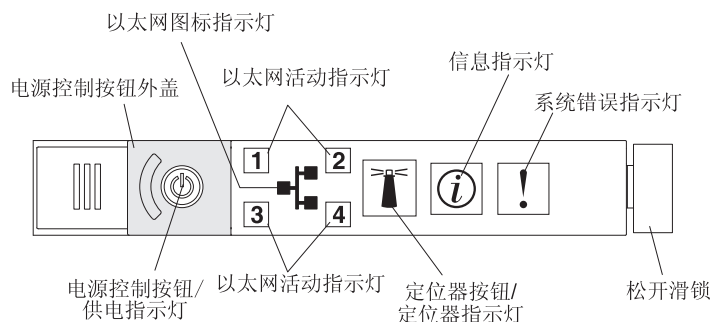 以太网图标指示灯
以太网活动指示灯
信息指示灯
电源控制按钮外盖
系统错误指示灯
1
2
3
4
i
!
电源控制按钮/
供电指示灯
以太网活动指示灯
定位器按钮/
定位器指示灯
松开滑锁